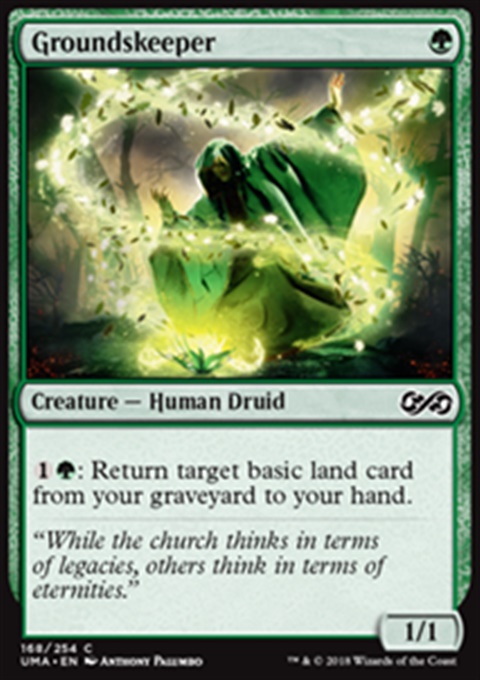 Groundskeeper
Creature — Human Druid
1: Return target basic land card
from your graveyard to your hand.
“While the church thinks in terms
of legacies, others think in terms of
eternities.”
1/1
168/254 C
UMA • EN Anthony Palumbo
™ & © 2018 Wizards of the Coast